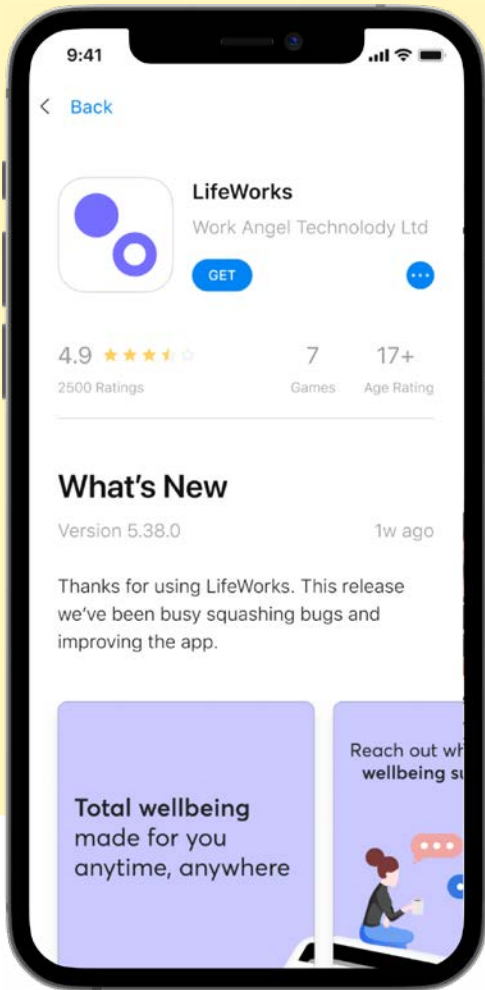 9:41
Back
LifeWorks
Work Angel Technolody Ltd
GET
4.9 7 17+
2500 Ratings Games Age Rating
What's New
Version 5.38.0 1w ago
Thanks for using LifeWorks. This release
we've been busy squashing bugs and
improving the app.
Total wellbeing
made for you
anytime, anywhere
Reach out
wellbeing